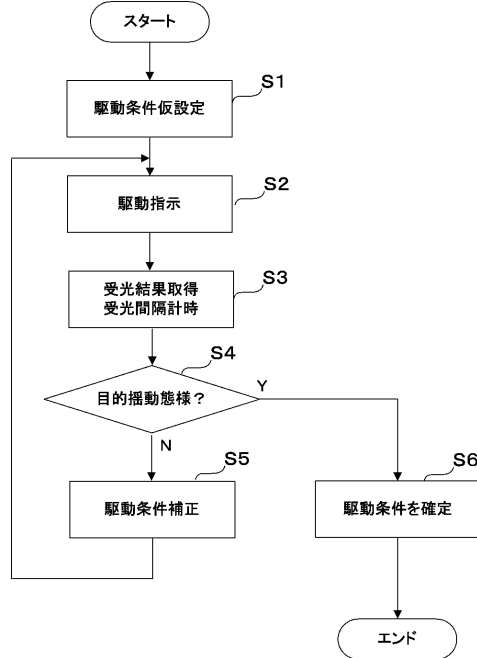 スタート
S1
駆動条件仮設定
S2
駆動指示
S3
受光結果取得
受光間隔計時
S4
目的揺動態様？
Y
N
S5
駆動条件補正
S6
駆動条件を確定
エンド